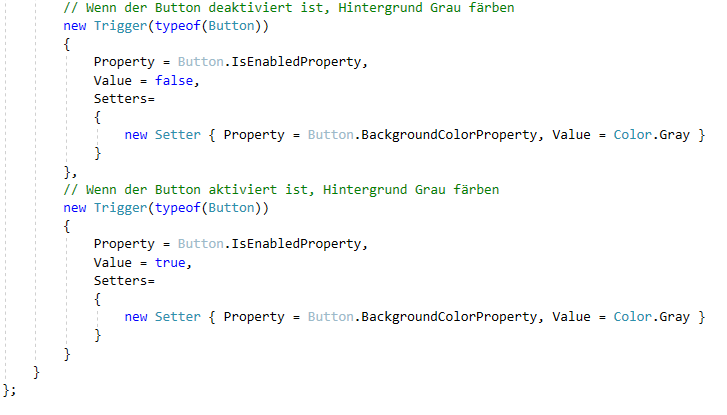 // Wenn der Button deaktiviert ist, Hintergrund Grau färben
new Trigger(typeof(Button))
{
Property = Button.IsEnabledProperty,
Value = false,
Setters=
{
new Setter { Property = Button.BackgroundColorProperty, Value = Color.Gray }
}
},
// Wenn der Button aktiviert ist, Hintergrund Grau färben
new Trigger(typeof(Button))
{
Property = Button.IsEnabledProperty,
Value = true,
Setters=
{
new Setter { Property = Button.BackgroundColorProperty, Value = Color.Gray }
}
}
}
};